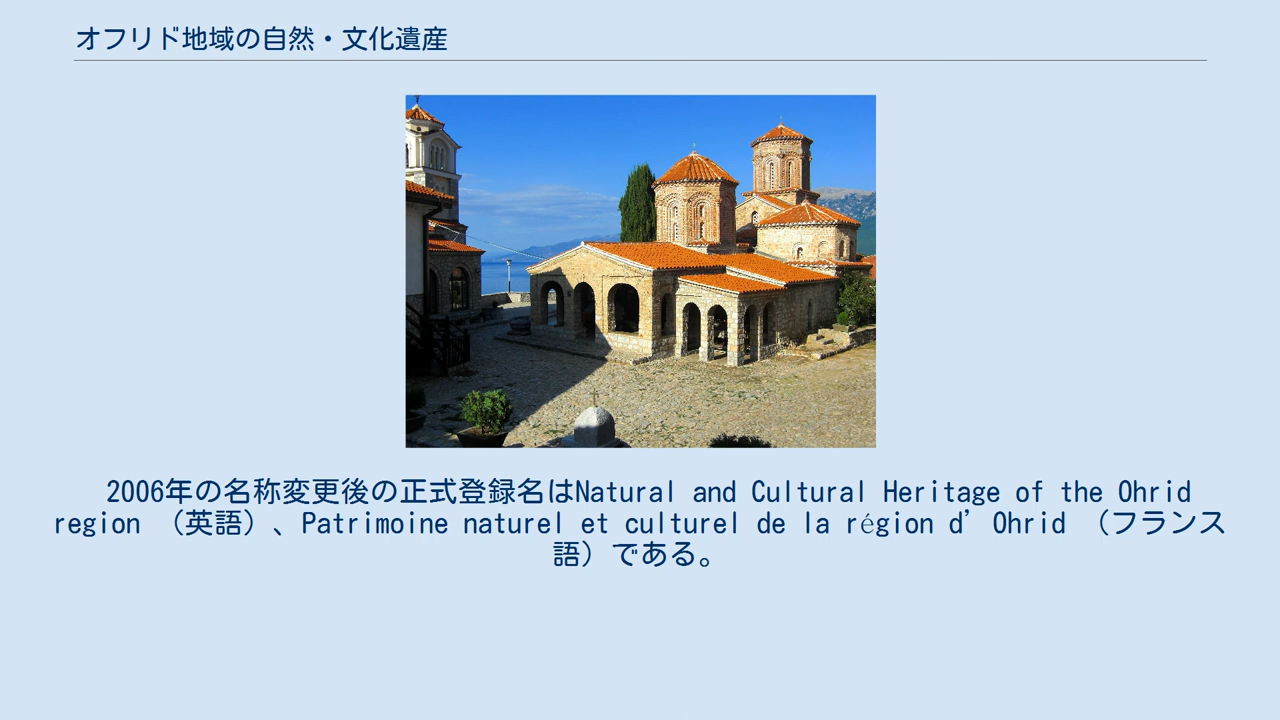 オフリド地域の自然・文化遺産
2006年の名称変更後の正式登録名はNatural and Cultural Heritage of the Ohrid
region （英語）、Patrimoine naturel et culturel de la région d’Ohrid （フランス
語）である。